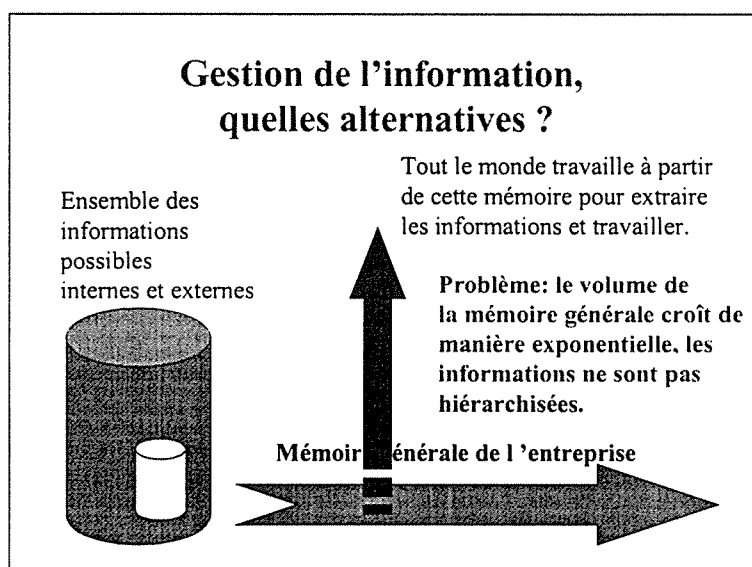 Gestion de l'information,
quelles alternatives ?
Tout le monde travaille à partir
de cette mémoire pour extraire
les informations et travailler.
Ensemble des
informations
possibles
internes et externes
Problème: le volume de
la mémoire générale croît de
manière exponentielle, les
informations ne sont pas
hiérarchisées.
Mémoir énérale de l 'entreprise